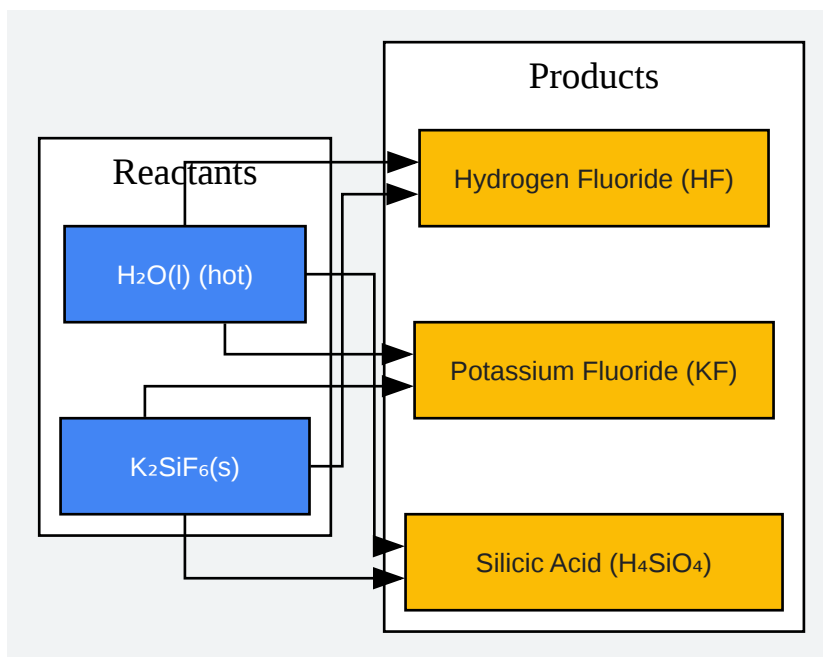 Products
Reactants
Hydrogen Fluoride (HF)
H₂O(l) (hot)
Potassium Fluoride (KF)
K₂SiF₆(s)
Silicic Acid (H₄SiO₄)